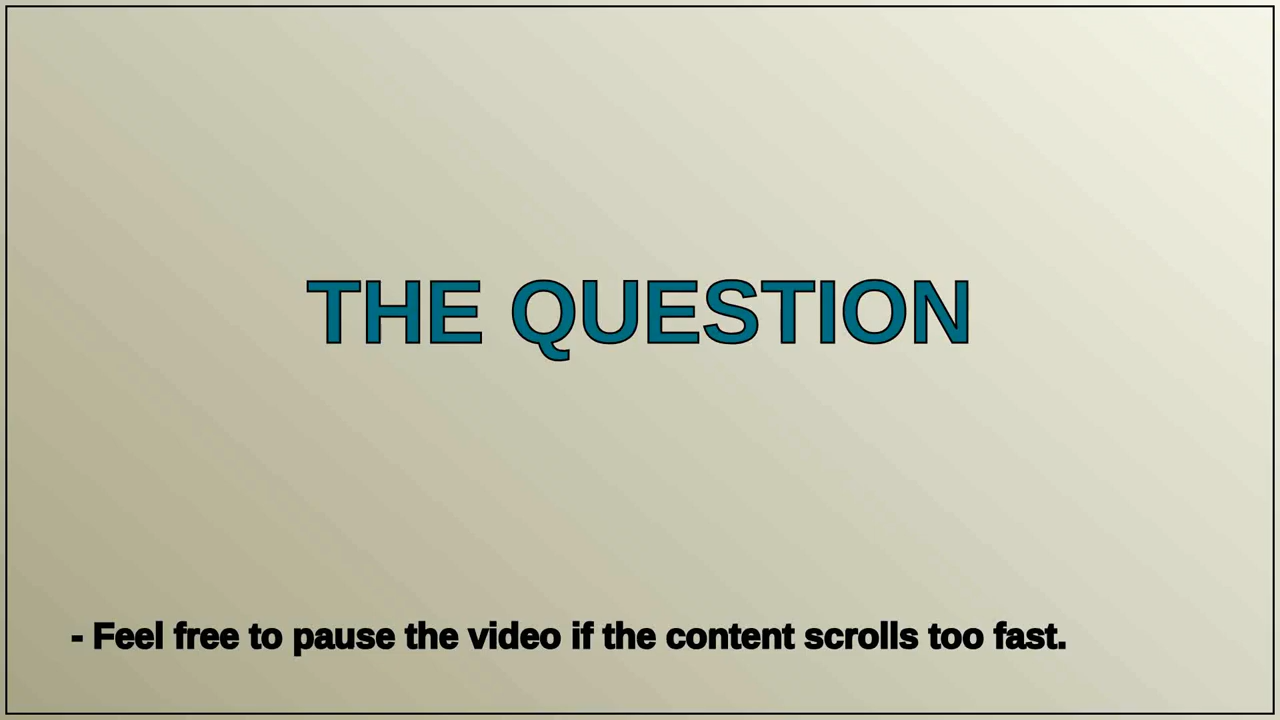 THE QUESTION
- Feel free to pause the video if the content scrolls too fast.